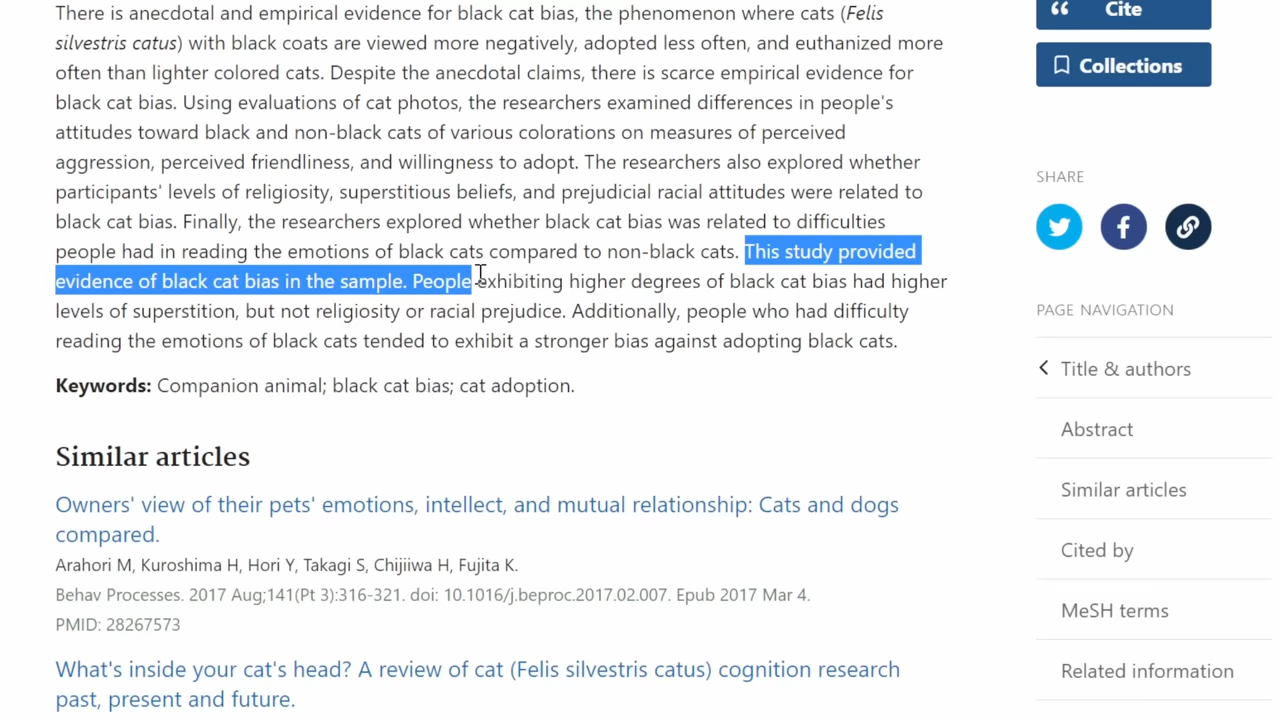 There is anecdotal and empirical evidence for black cat bias, the phenomenon where cats (Felis
silvestris catus) with black coats are viewed more negatively, adopted less often, and euthanized more
often than lighter colored cats. Despite the anecdotal claims, there is scarce empirical evidence for
black cat bias. Using evaluations of cat photos, the researchers examined differences in people's
attitudes toward black and non-black cats of various colorations on measures of perceived
aggression, perceived friendliness, and willingness to adopt. The researchers also explored whether
participants' levels of religiosity, superstitious beliefs, and prejudicial racial attitudes were related to
black cat bias. Finally, the researchers explored whether black cat bias was related to difficulties
people had in reading the emotions of black cats compared to non-black cats. This study provided
evidence of black cat bias in the sample. People exhibiting higher degrees of black cat bias had higher
levels of superstition, but not religiosity or racial prejudice. Additionally, people who had difficulty
reading the emotions of black cats tended to exhibit a stronger bias against adopting black cats.
Keywords: Companion animal; black cat bias; cat adoption.
Similar articles
Owners' view of their pets' emotions, intellect, and mutual relationship: Cats and dogs
compared.
Arahori M, Kuroshima H, Hori Y, Takagi S, Chijiiwa H, Fujita K.
Behav Processes. 2017 Aug;141(Pt 3):316-321. doi: 10.1016/j.beproc.2017.02.007. Epub 2017 Mar 4.
PMID: 28267573
What's inside your cat's head? A review of cat (Felis silvestris catus) cognition research
past, present and future.
Cite
Collections
SHARE
PAGE NAVIGATION
Title & authors
Abstract
Similar articles
Cited by
MeSH terms
Related information